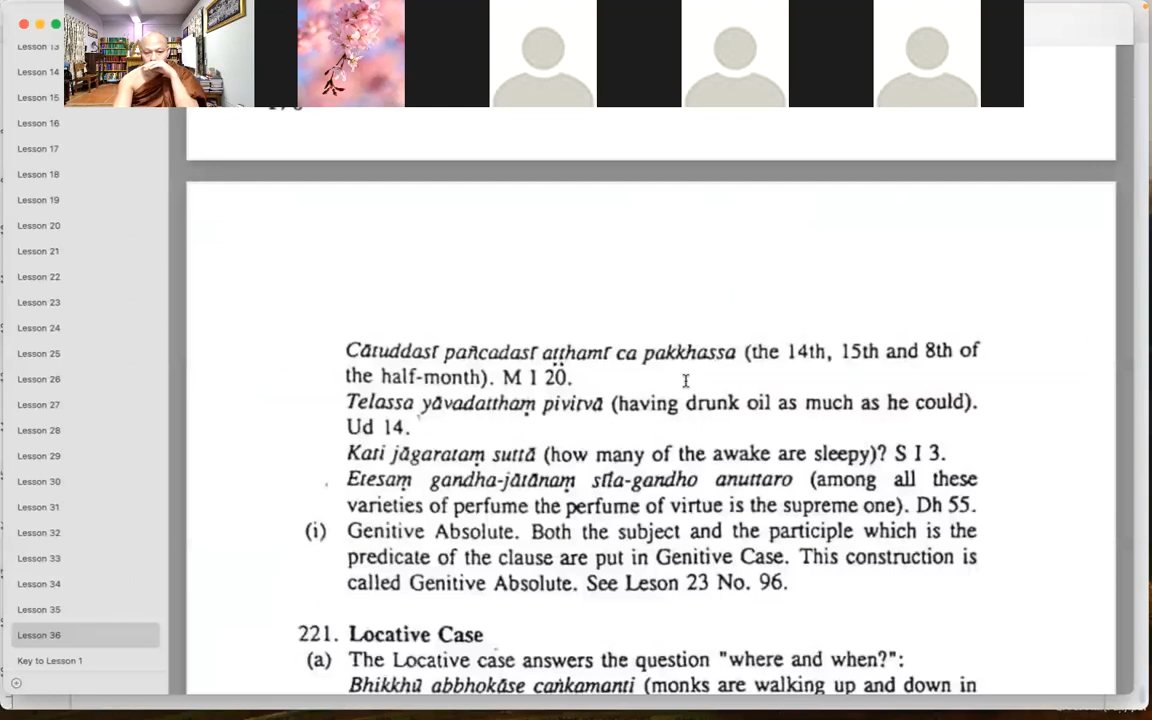 Lesson 13
Lesson 14
Lesson 15
Lesson 16
Lesson 17
Lesson 18
Lesson 19
Lesson 20
Lesson 21
Lesson 22
Lesson 23
Lesson 24
Lesson 25
Lesson 26
Lesson 27
Lesson 28
Lesson 29
Lesson 30
Lesson 31
Lesson 32
Lesson 33
Lesson 34
Lesson 35
Lesson 36
Key to Lesson 1
Cātuddasī pañcadasī aṭṭhamī ca pakkhassa (the 14th, 15th and 8th of
the half-month). M 1 20.
Telassa yāvadatthaṃ pivitvā (having drunk oil as much as he could).
Ud 14.
Kati jāgarataṃ suttā (how many of the awake are sleepy)? S I 3.
Etesaṃ gandha-jātānaṃ sīla-gandho anuttaro (among all these
varieties of perfume the perfume of virtue is the supreme one). Dh 55.
(i) Genitive Absolute. Both the subject and the participle which is the
predicate of the clause are put in Genitive Case. This construction is
called Genitive Absolute. See Leson 23 No. 96.
221. Locative Case
(a) The Locative case answers the question "where and when?":
Bhikkhū abbhokāse caṅkamanti (monks are walking up and down in